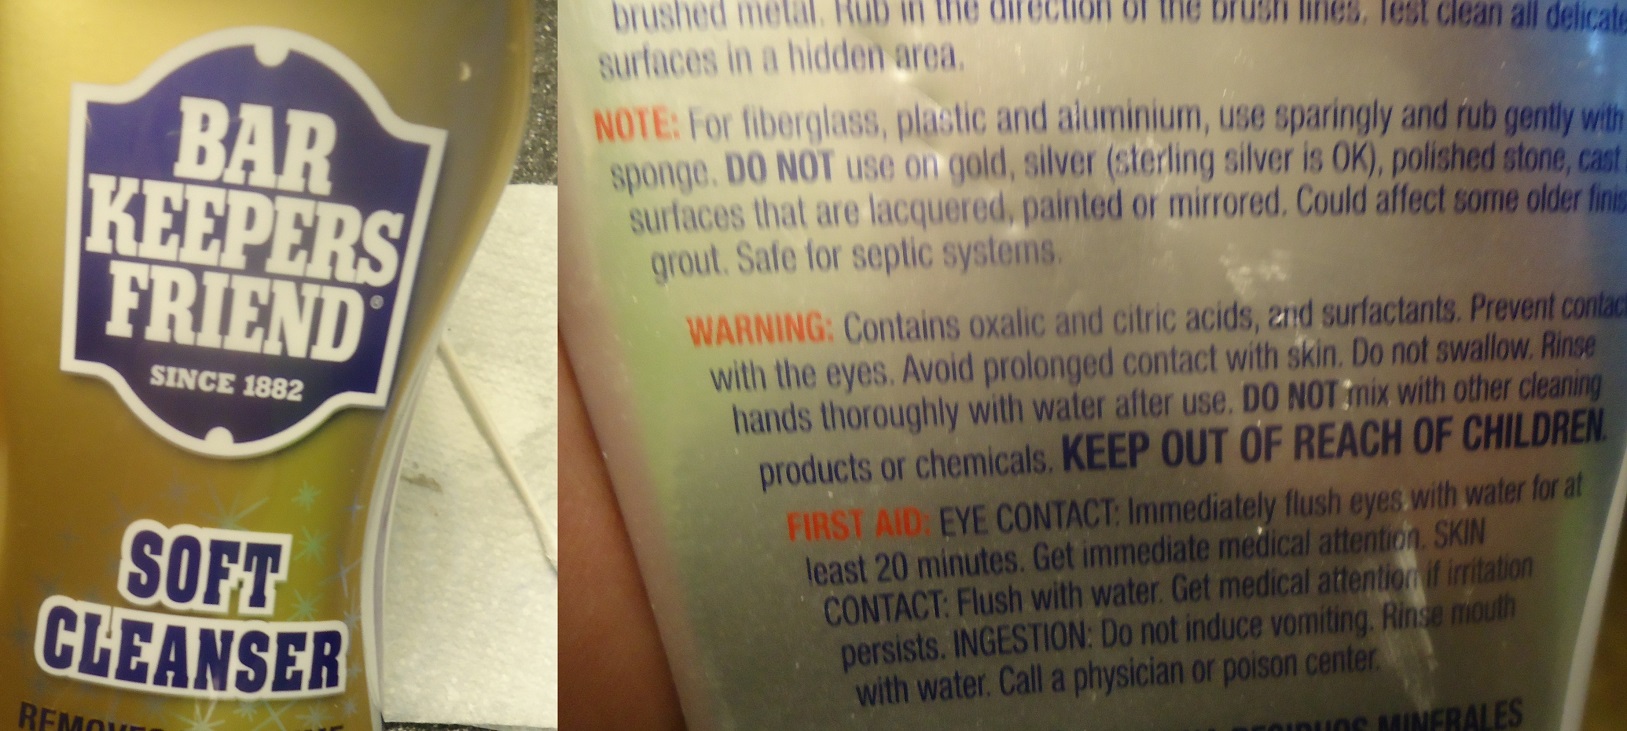 BAR
KEEPERS
FRIEND®
SINCE 1882
SOFT
CLEANSER
brushed metal. Rub in the direction of the brush lines. Test clean all delicate
surfaces in a hidden area.
NOTE: For fiberglass, plastic and aluminium, use sparingly and rub gently with
sponge. DO NOT use on gold, silver (sterling silver is OK), polished stone, cast
surfaces that are lacquered, painted or mirrored. Could affect some older
grout. Safe for septic systems.
WARNING: Contains oxalic and citric acids, and surfactants. Prevent contact
with the eyes. Avoid prolonged contact with skin. Do not swallow. Rinse
hands thoroughly with water after use. DO NOT mix with other cleaning
products or chemicals. KEEP OUT OF REACH OF CHILDREN.
FIRST AID: EYE CONTACT: Immediately flush eyes with water for at
least 20 minutes. Get immediate medical attention. SKIN
CONTACT: Flush with water. Get medical attention if irritation
persists. INGESTION: Do not induce vomiting. Rinse mouth
with water. Call a physician or poison center.
RESIDUOS MINERALES